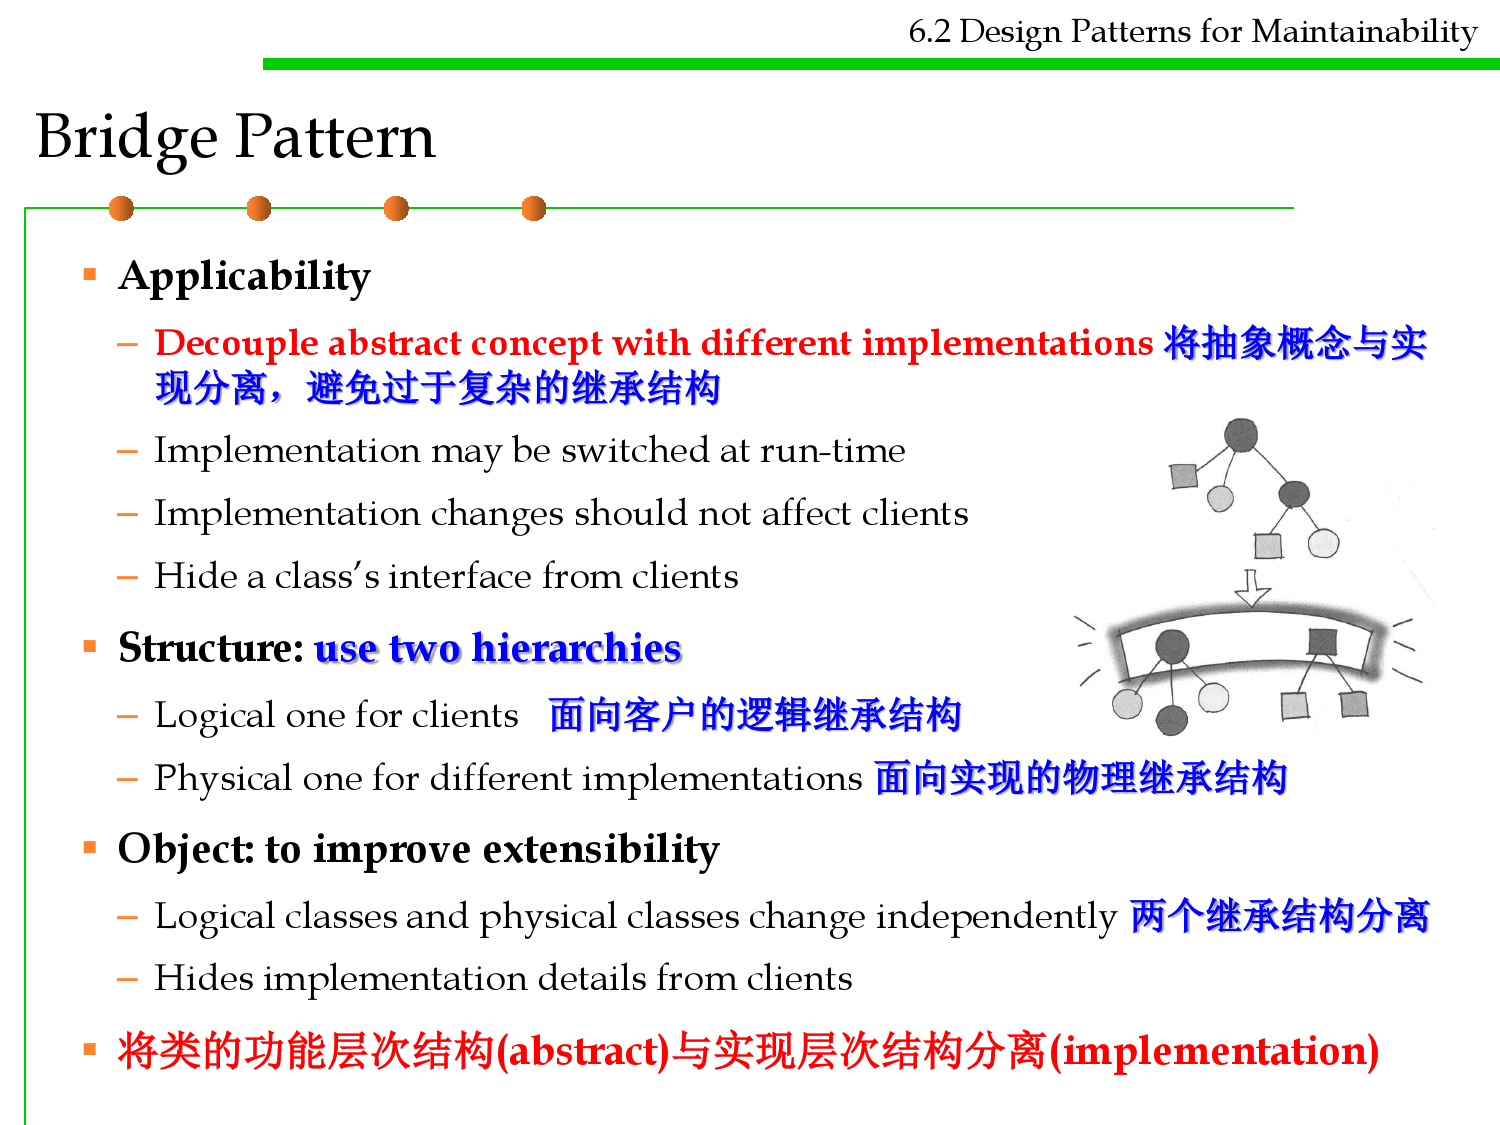 6.2 Design Patterns for Maintainability
Bridge Pattern
▪ Applicability
– Decouple abstract concept with different implementations 将抽象概念与实
现分离，避免过于复杂的继承结构
– Implementation may be switched at run-time
– Implementation changes should not affect clients
– Hide a class’s interface from clients
▪ Structure: use two hierarchies
– Logical one for clients 面向客户的逻辑继承结构
– Physical one for different implementations 面向实现的物理继承结构
▪ Object: to improve extensibility
– Logical classes and physical classes change independently 两个继承结构分离
– Hides implementation details from clients
▪ 将类的功能层次结构(abstract)与实现层次结构分离(implementation)